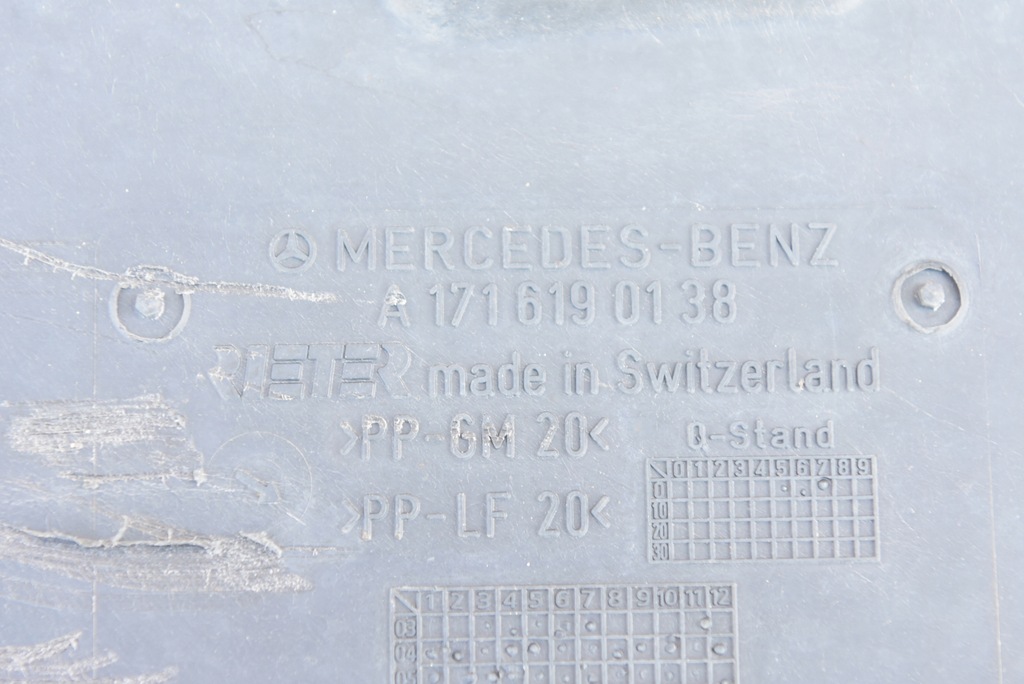 MERCEDES-BENZ
A 171 619 01 38
RIETER made in Switzerland
>PP-GM 20<
Q-Stand
0 1 2 3 4 5 6 7 8 9
0
10
20
30
>PP-LF 20<
1 2 3 4 5 6 7 8 9 10 11 12
03
04